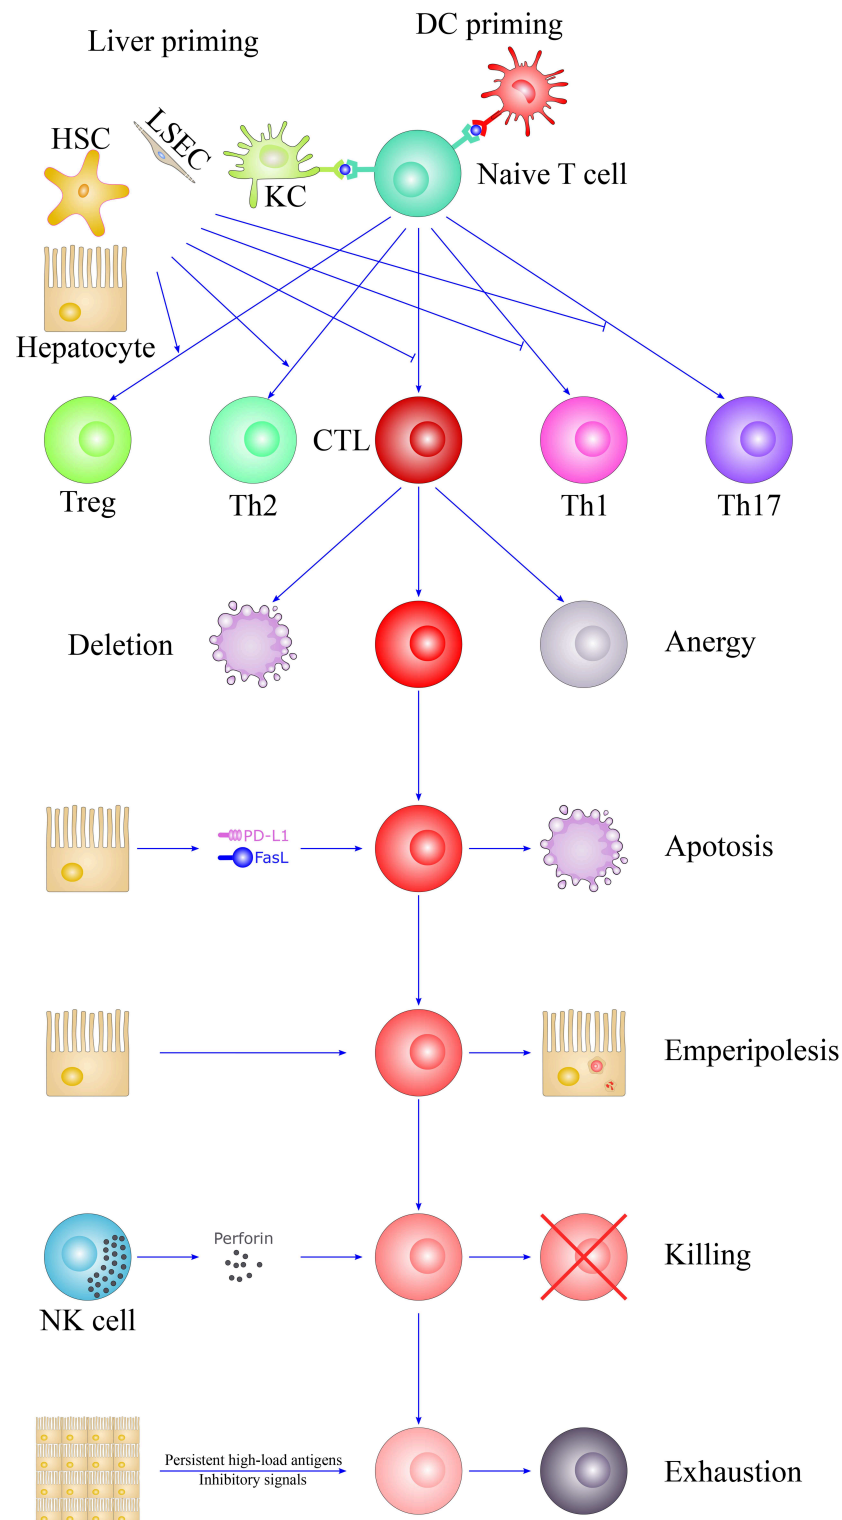 Liver priming
DC priming
HSC
LSEC
KC
Naive T cell
Hepatocyte
Treg
Th2
CTL
Th1
Th17
Deletion
Anergy
PD-L1
FasL
Apotosis
Emperipolesis
Perforin
NK cell
Killing
Persistent high-load antigens
Inhibitory signals
Exhaustion